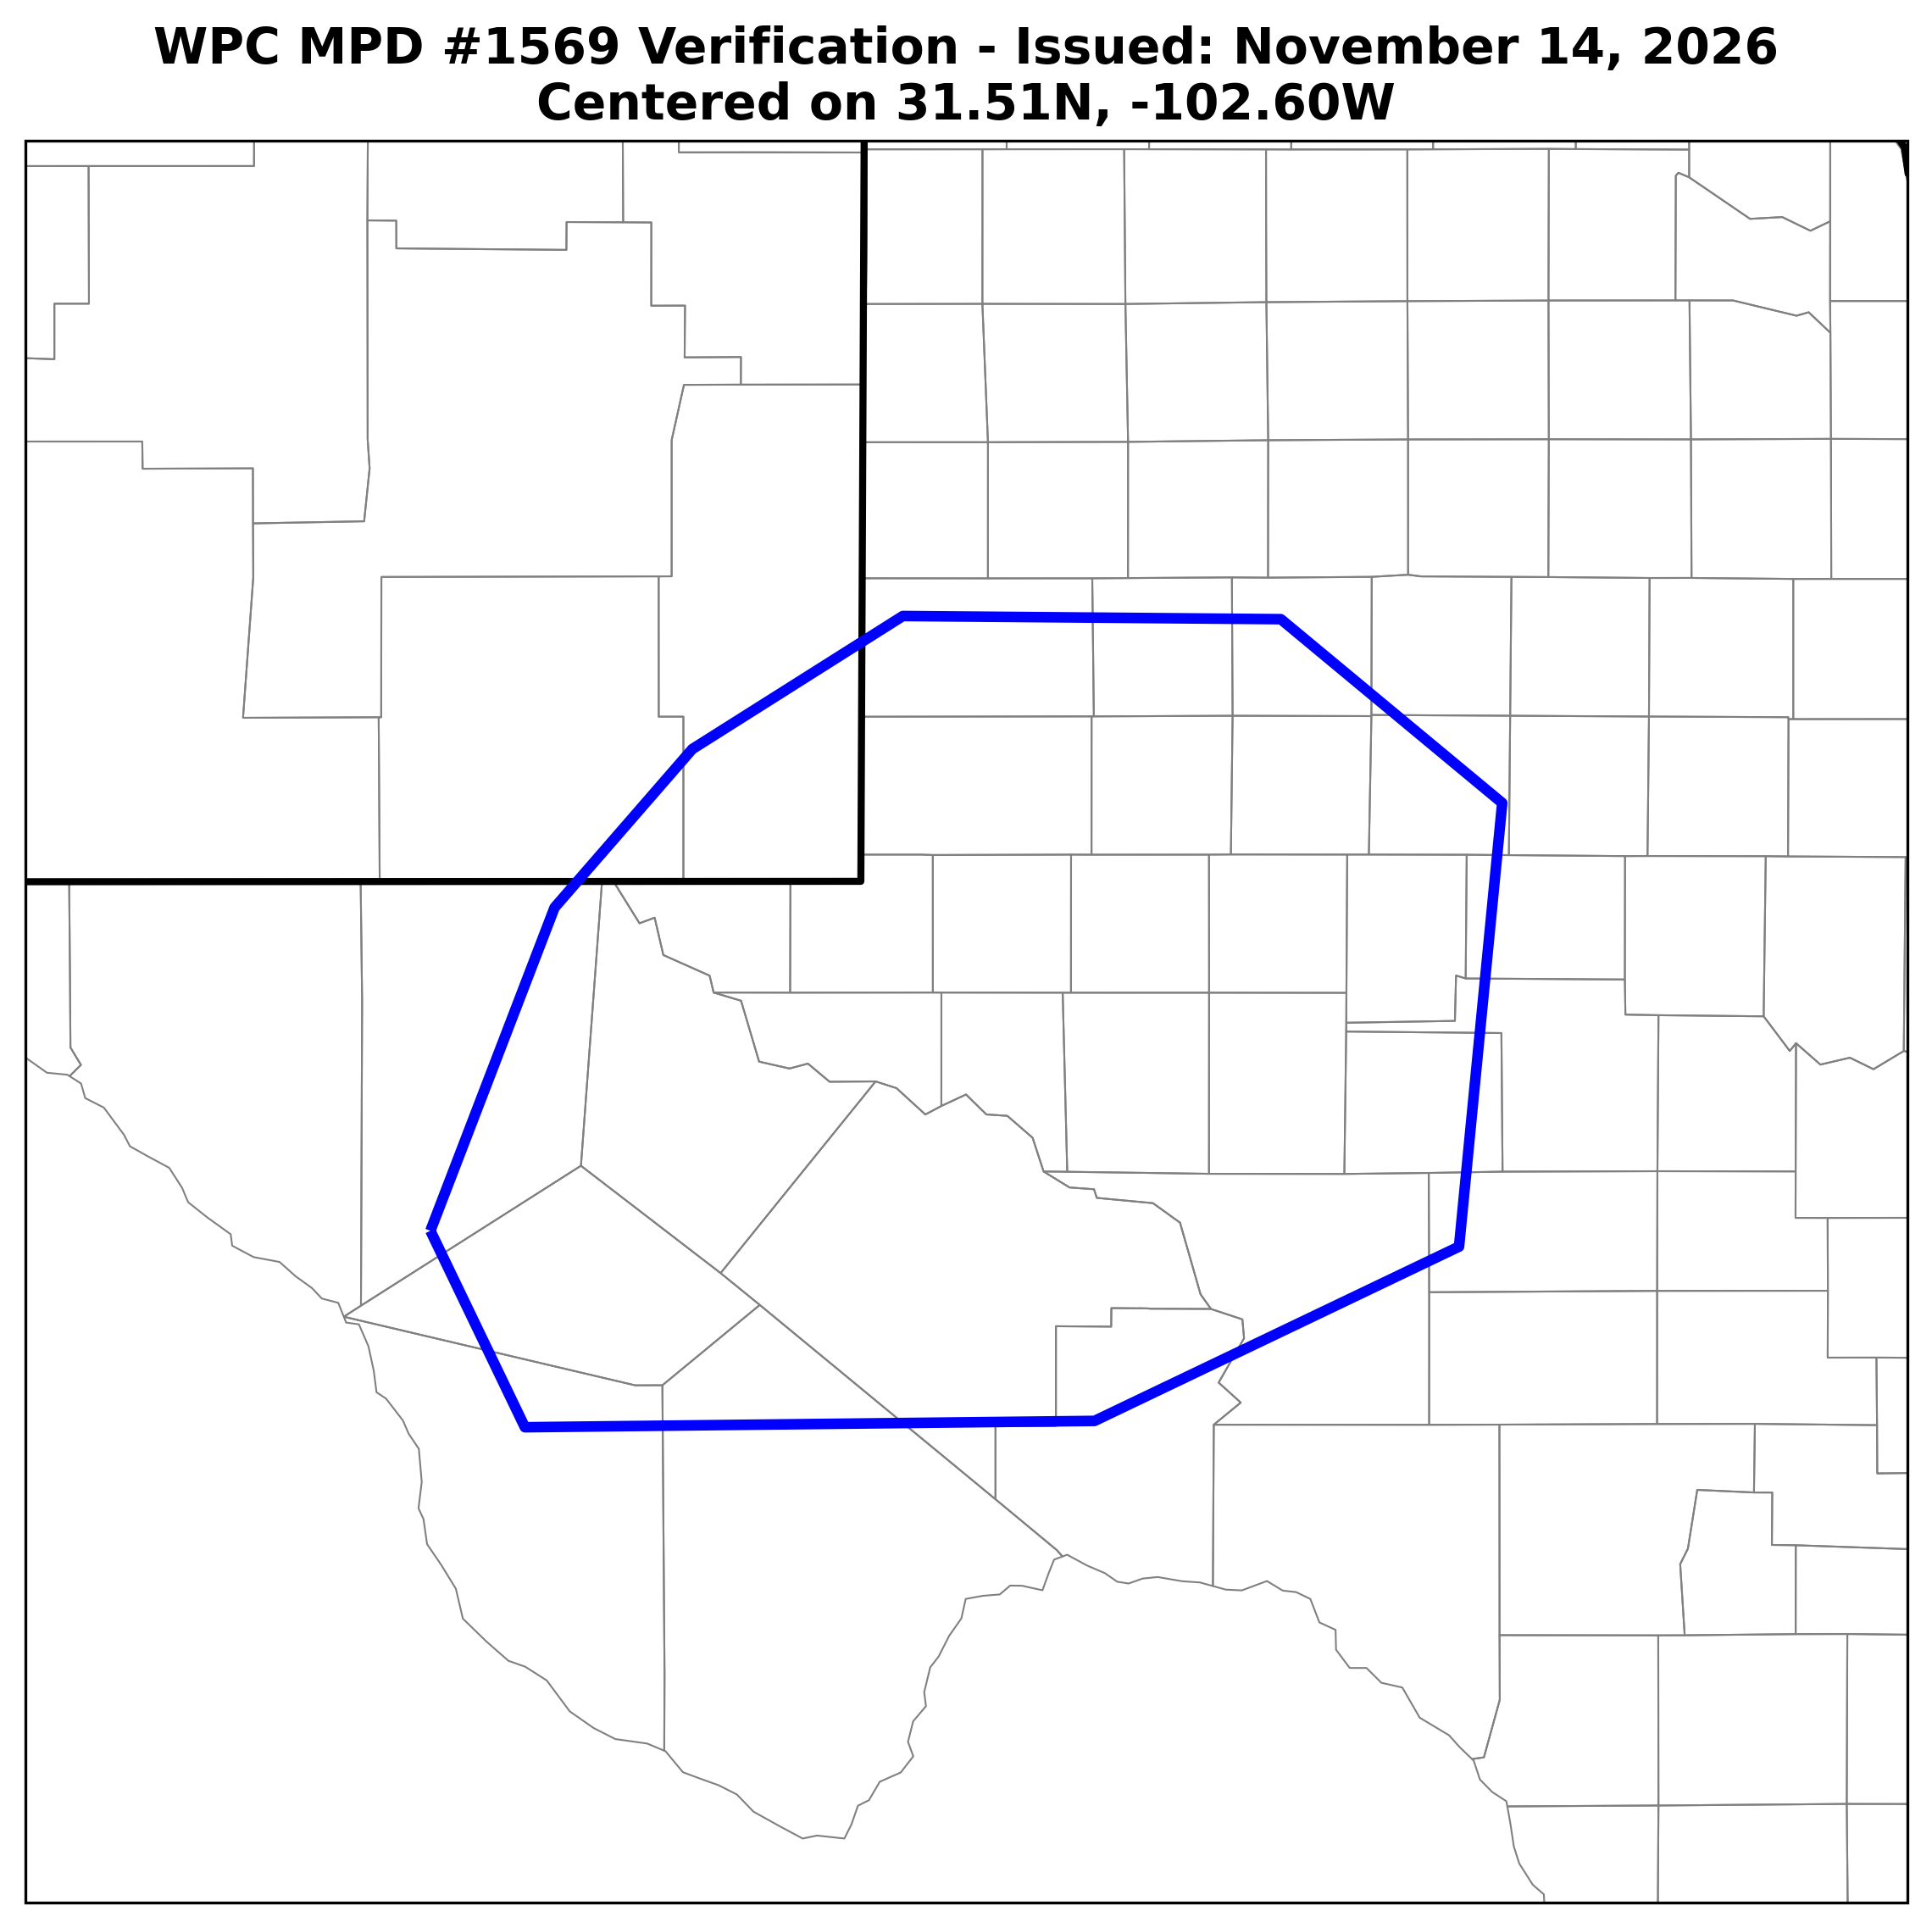 WPC MPD #1569 Verification - Issued: November 14, 2026
Centered on 31.51N, -102.60W